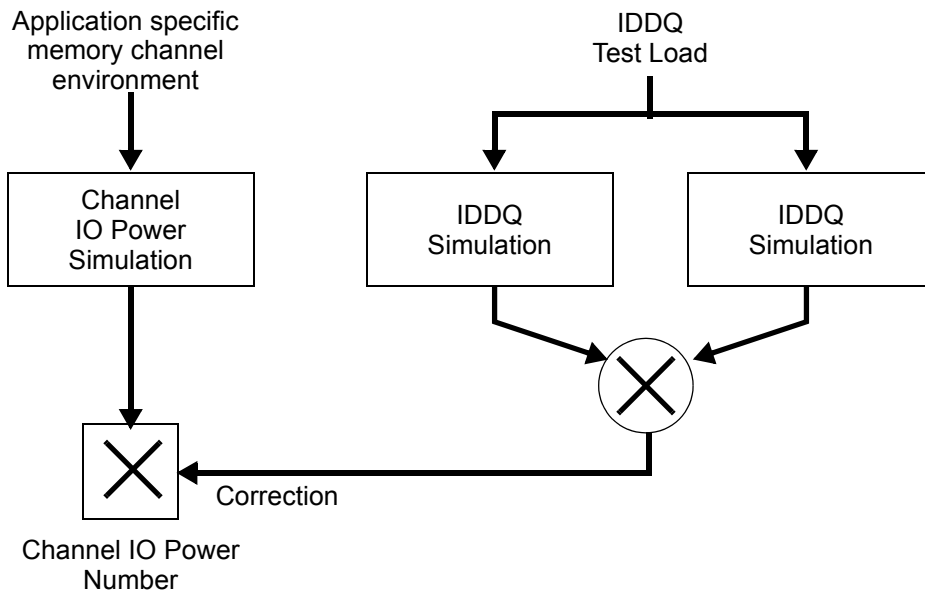 Application specific
memory channel
environment
IDDQ
Test Load
Channel
IO Power
Simulation
IDDQ
Simulation
IDDQ
Simulation
Correction
Channel IO Power
Number